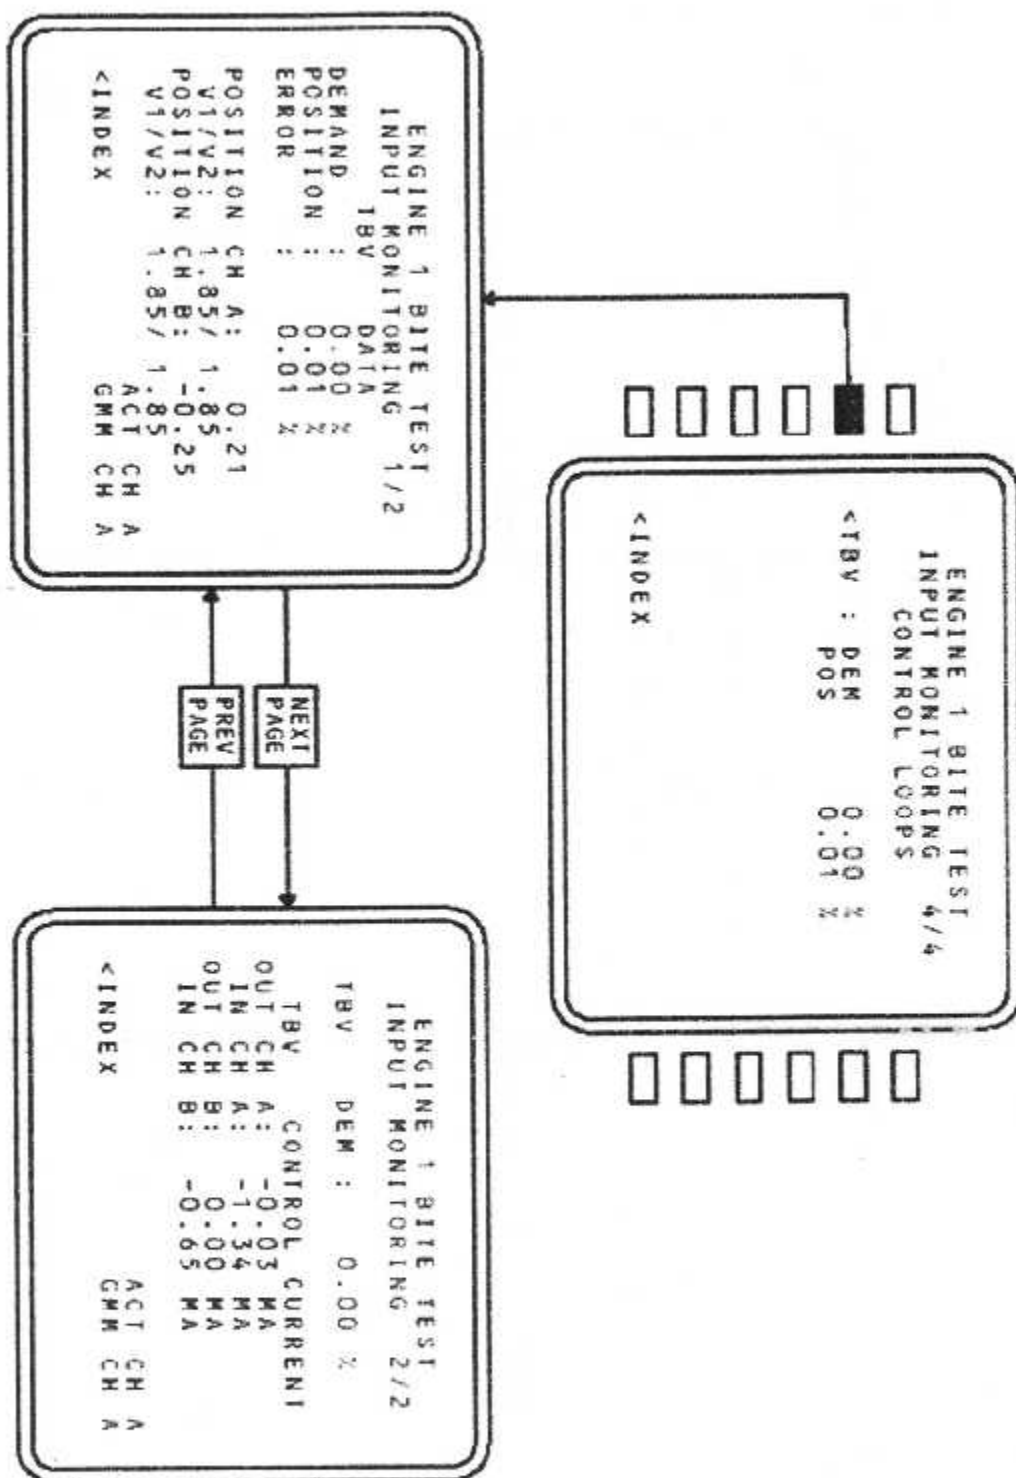 ENGINE 1 BITE TEST
INPUT MONITORING 4/4
CONTROL LOOPS
<TBV : DEM 0.00 %
POS 0.01 %
<INDEX
ENGINE 1 BITE TEST
INPUT MONITORING 1/2
TBV DATA
DEMAND : 0.00 %
POSITION : 0.01 %
ERROR : 0.01 %
POSITION CH A: 0.21
V1/V2: 1.85/ 1.85
POSITION CH B: -0.25
V1/V2: 1.85/ 1.85
ACT CH A
<INDEX GMM CH A
NEXT
PAGE
PREV
PAGE
ENGINE 1 BITE TEST
INPUT MONITORING 2/2
TBV DEM : 0.00 %
TBV CONTROL CURRENT
OUT CH A: -0.03 MA
IN CH A: -1.34 MA
OUT CH B: 0.00 MA
IN CH B: -0.65 MA
ACT CH A
<INDEX GMM CH A